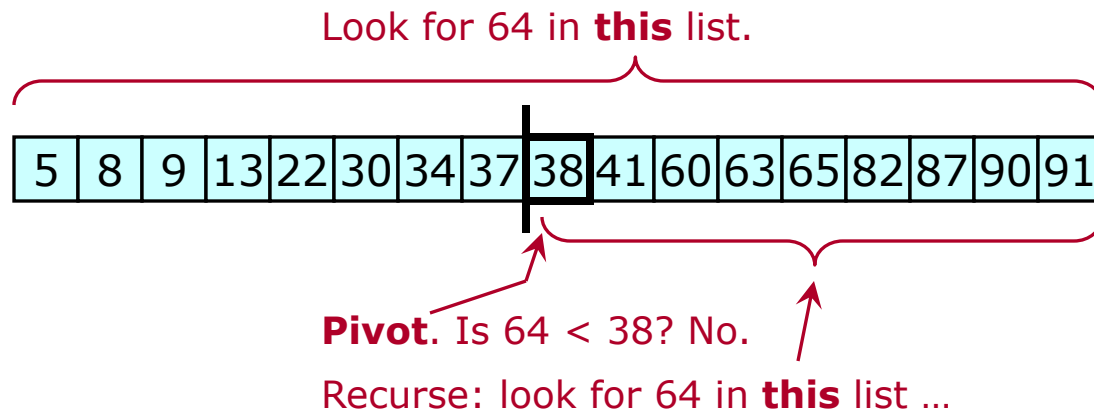 Look for 64 in this list.
5 8 9 13 22 30 34 37 38 41 60 63 65 82 87 90 91
Pivot. Is 64 < 38? No.
Recurse: look for 64 in this list …